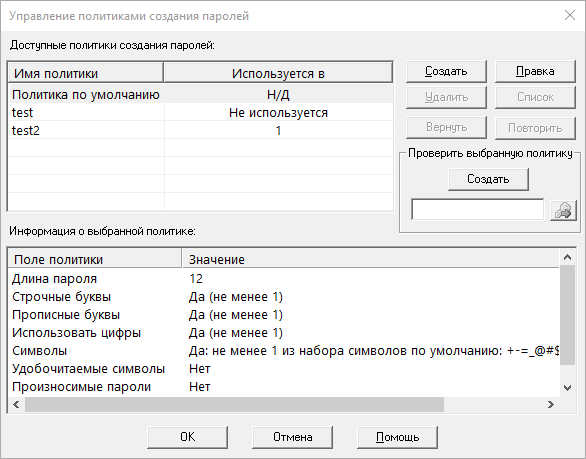 Управление политиками создания паролей
Доступные политики создания паролей:
Имя политики Используется в
Политика по умолчанию Н/Д
test Не используется
test2 1
Создать Правка
Удалить Список
Вернуть Повторить
Проверить выбранную политику
Создать
Информация о выбранной политике:
Поле политики Значение
Длина пароля 12
Строчные буквы Да (не менее 1)
Прописные буквы Да (не менее 1)
Использовать цифры Да (не менее 1)
Символы Да: не менее 1 из набора символов по умолчанию: +-=_@#$
Удобочитаемые символы Нет
Произносимые пароли Нет
OK Отмена Помощь